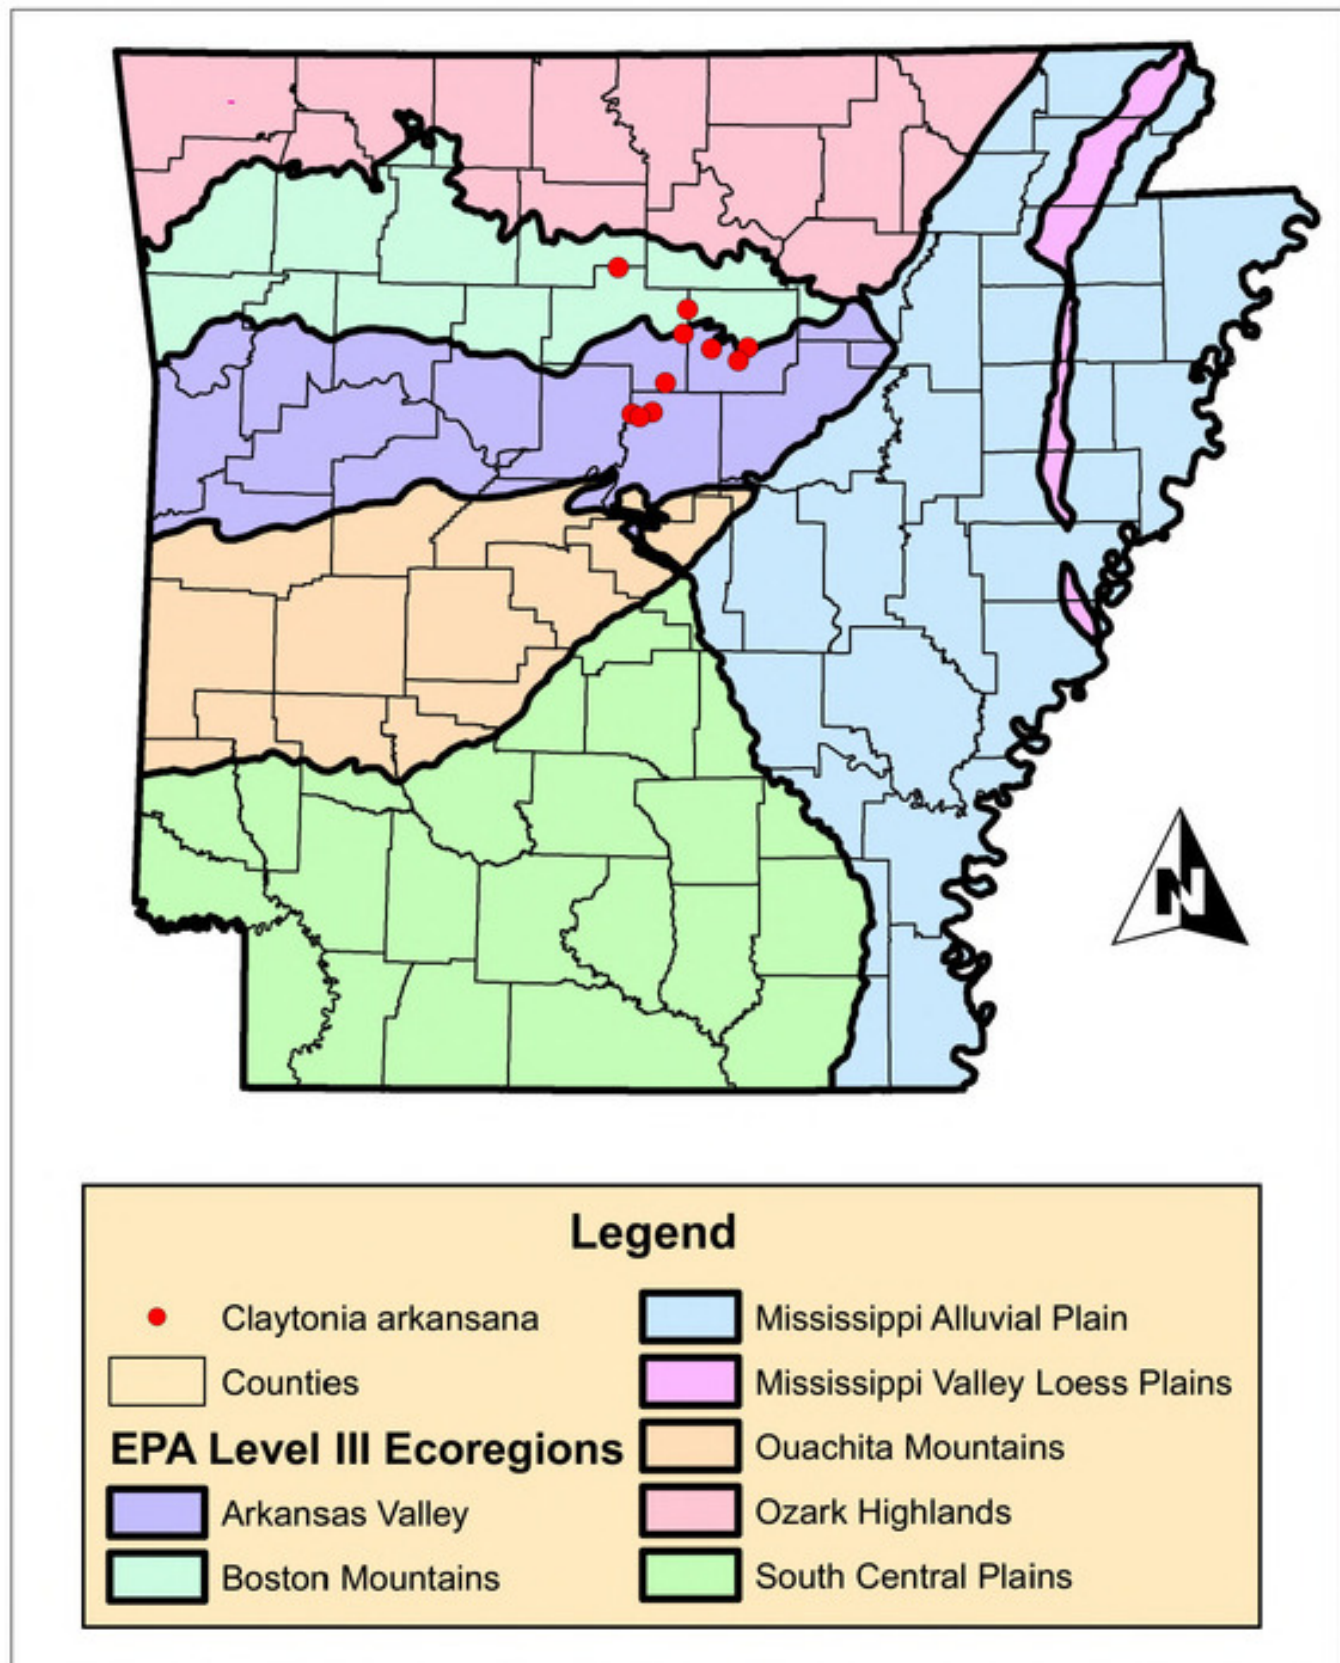 N
Legend
Claytonia arkansana
Counties
EPA Level III Ecoregions
Arkansas Valley
Boston Mountains
Mississippi Alluvial Plain
Mississippi Valley Loess Plains
Ouachita Mountains
Ozark Highlands
South Central Plains